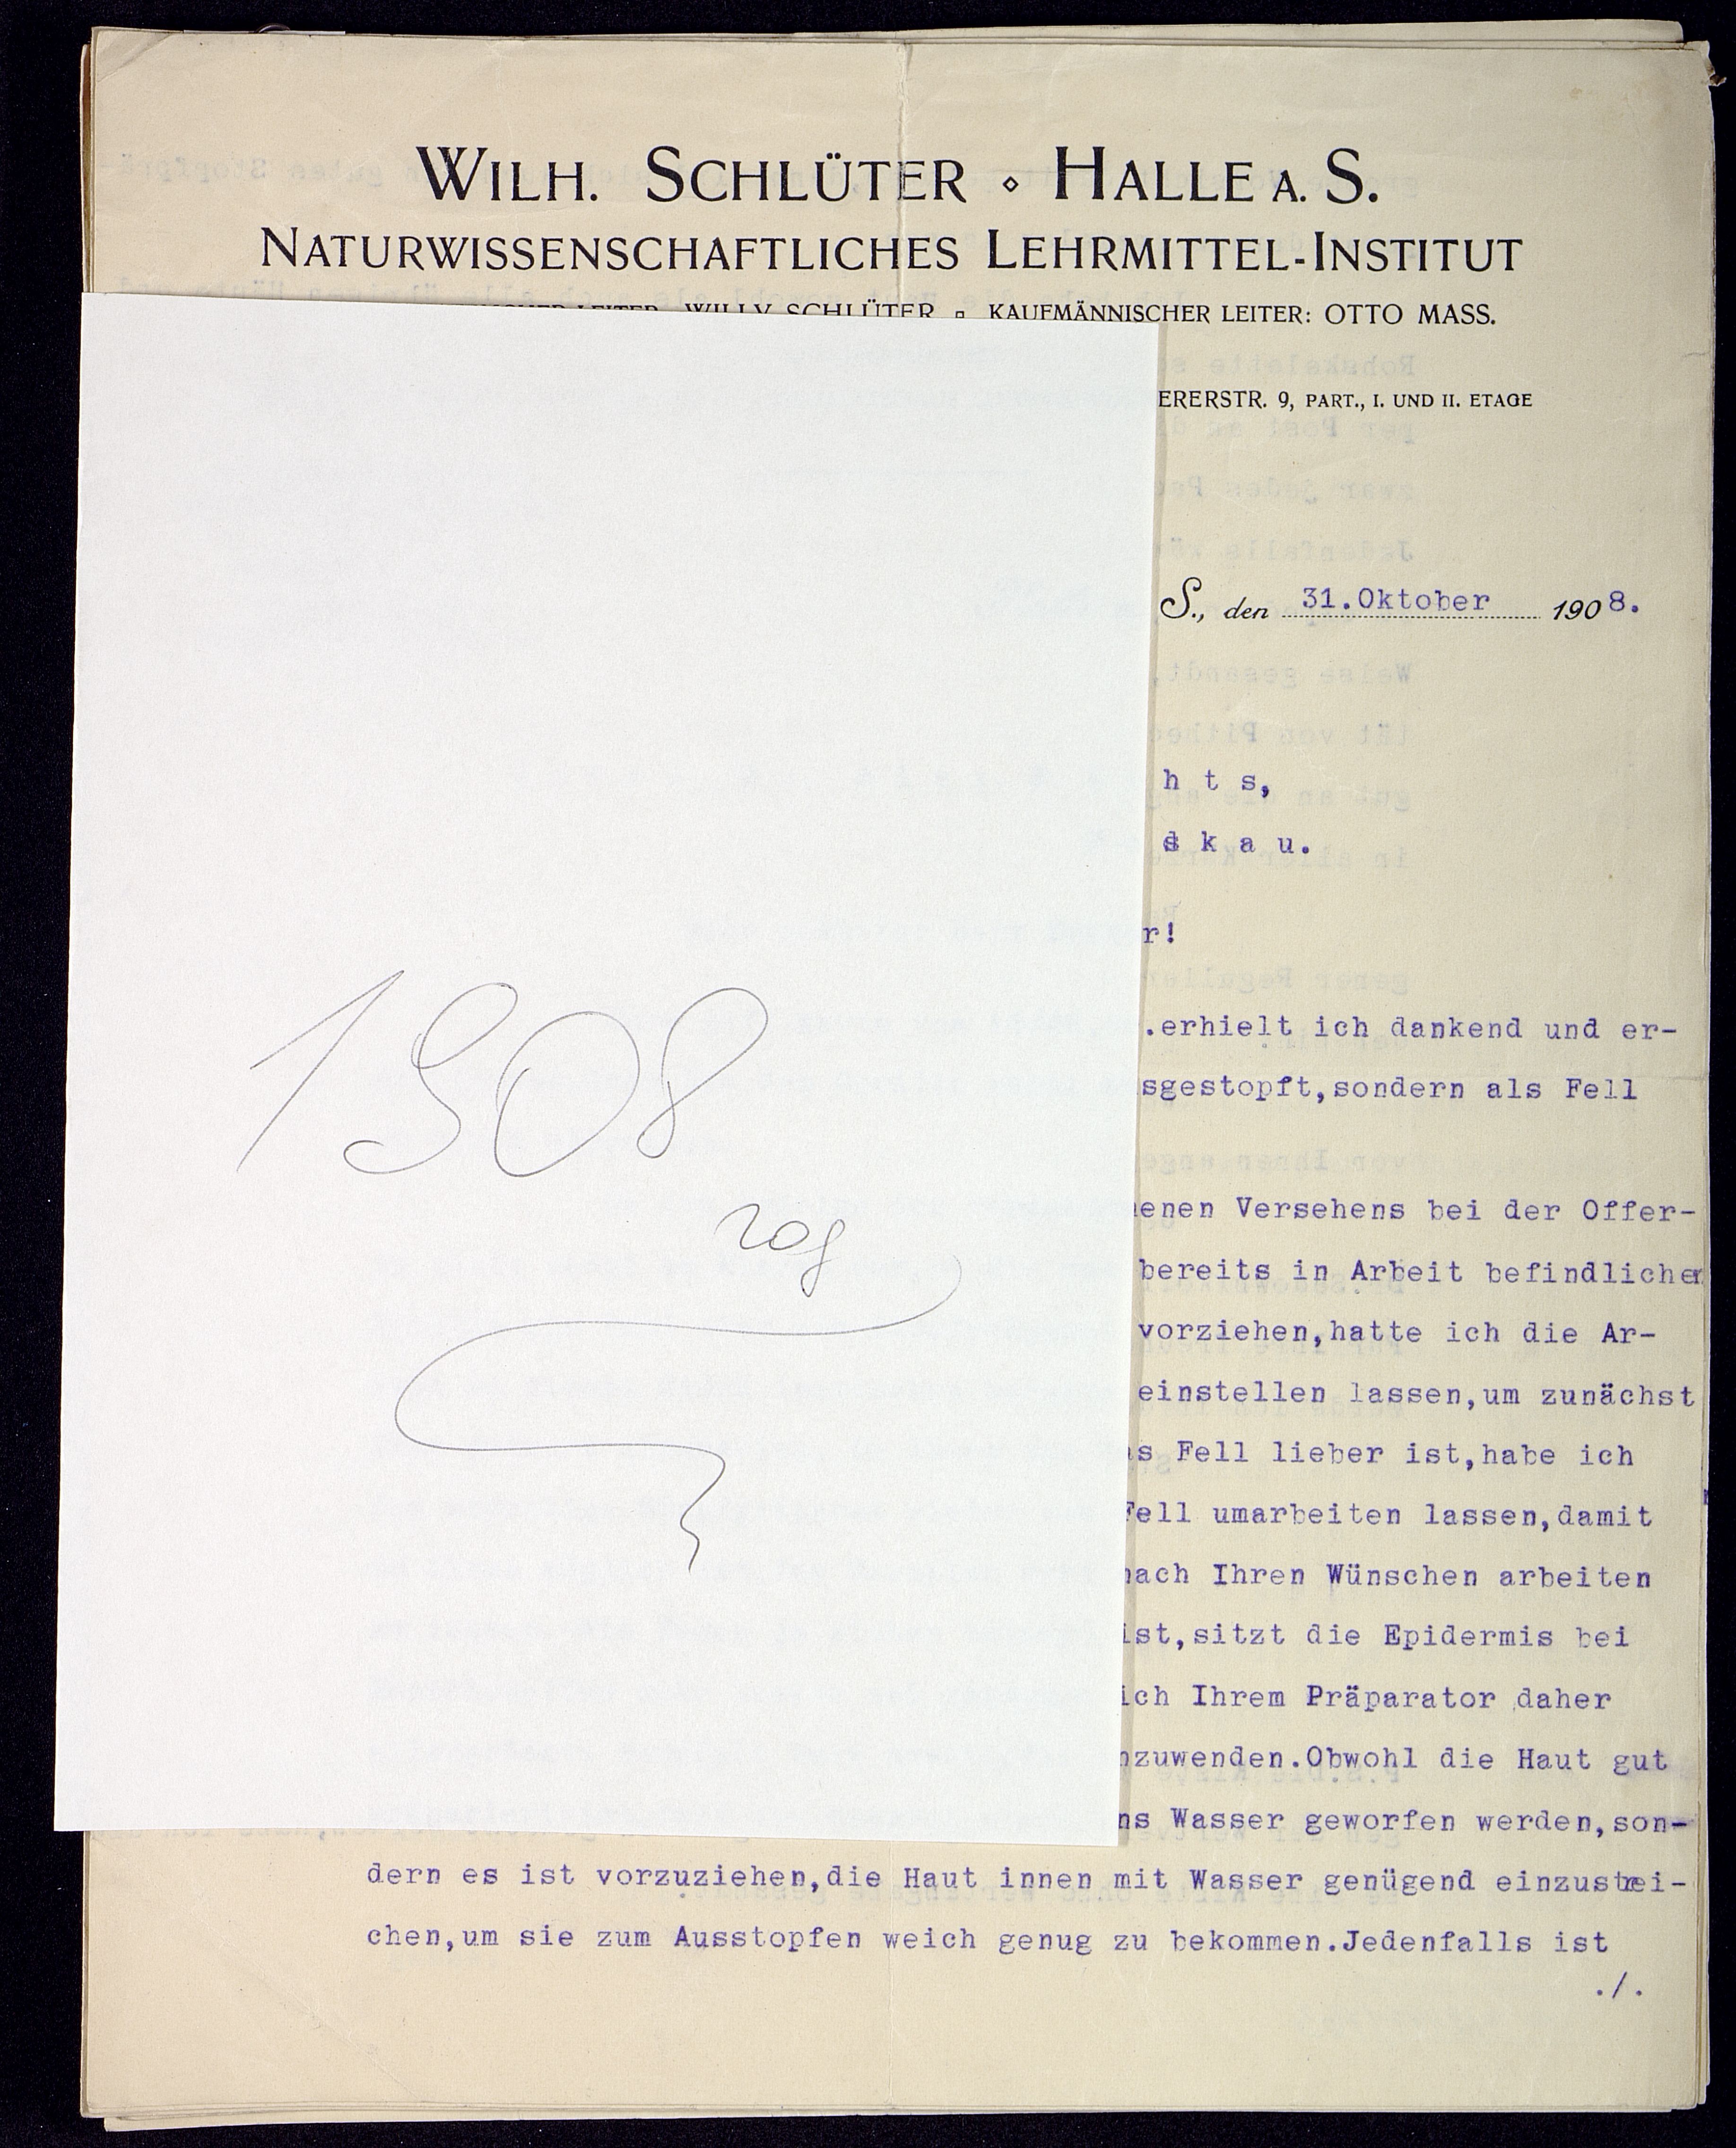 WILH. SCHLÜTER ⋄ HALLE A. S.
NATURWISSENSCHAFTLICHES LEHRMITTEL-INSTITUT
LEITER WILLY SCHLÜTER ▫ KAUFMÄNNISCHER LEITER: OTTO MASS.
ERERSTR. 9, PART., I. UND II. ETAGE
S., den 31.Oktober 1908.
h t s,
d k a u.
r!
.erhielt ich dankend und er-
sgestopft,sondern als Fell
enen Versehens bei der Offer-
bereits in Arbeit befindlichen
vorziehen,hatte ich die Ar-
einstellen lassen,um zunächst
s Fell lieber ist,habe ich
Fell umarbeiten lassen,damit
nach Ihren Wünschen arbeiten
ist,sitzt die Epidermis bei
ich Ihrem Präparator daher
nzuwenden.Obwohl die Haut gut
ns Wasser geworfen werden,son-
dern es ist vorzuziehen,die Haut innen mit Wasser genügend einzustrei-
chen,um sie zum Ausstopfen weich genug zu bekommen.Jedenfalls ist
./.
1908
год